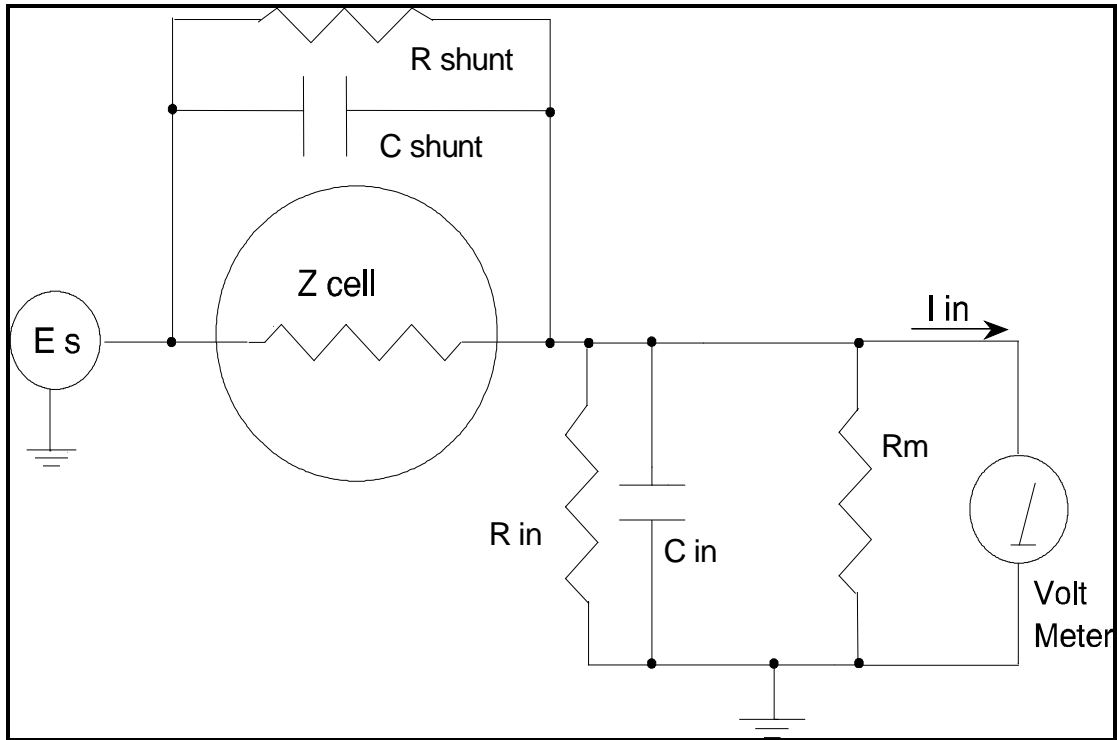 R shunt
C shunt
Z cell
E s
I in
Rm
R in
C in
Volt
Meter